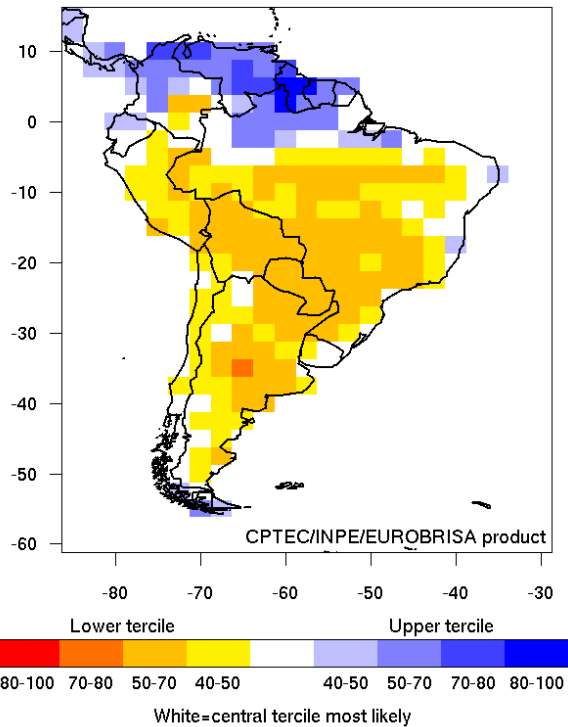 10
0
-10
-20
-30
-40
-50
-60
CPTEC/INPE/EUROBRISA product
-80 -70 -60 -50 -40 -30
Lower tercile Upper tercile
80-100 70-80 50-70 40-50 40-50 50-70 70-80 80-100
White=central tercile most likely